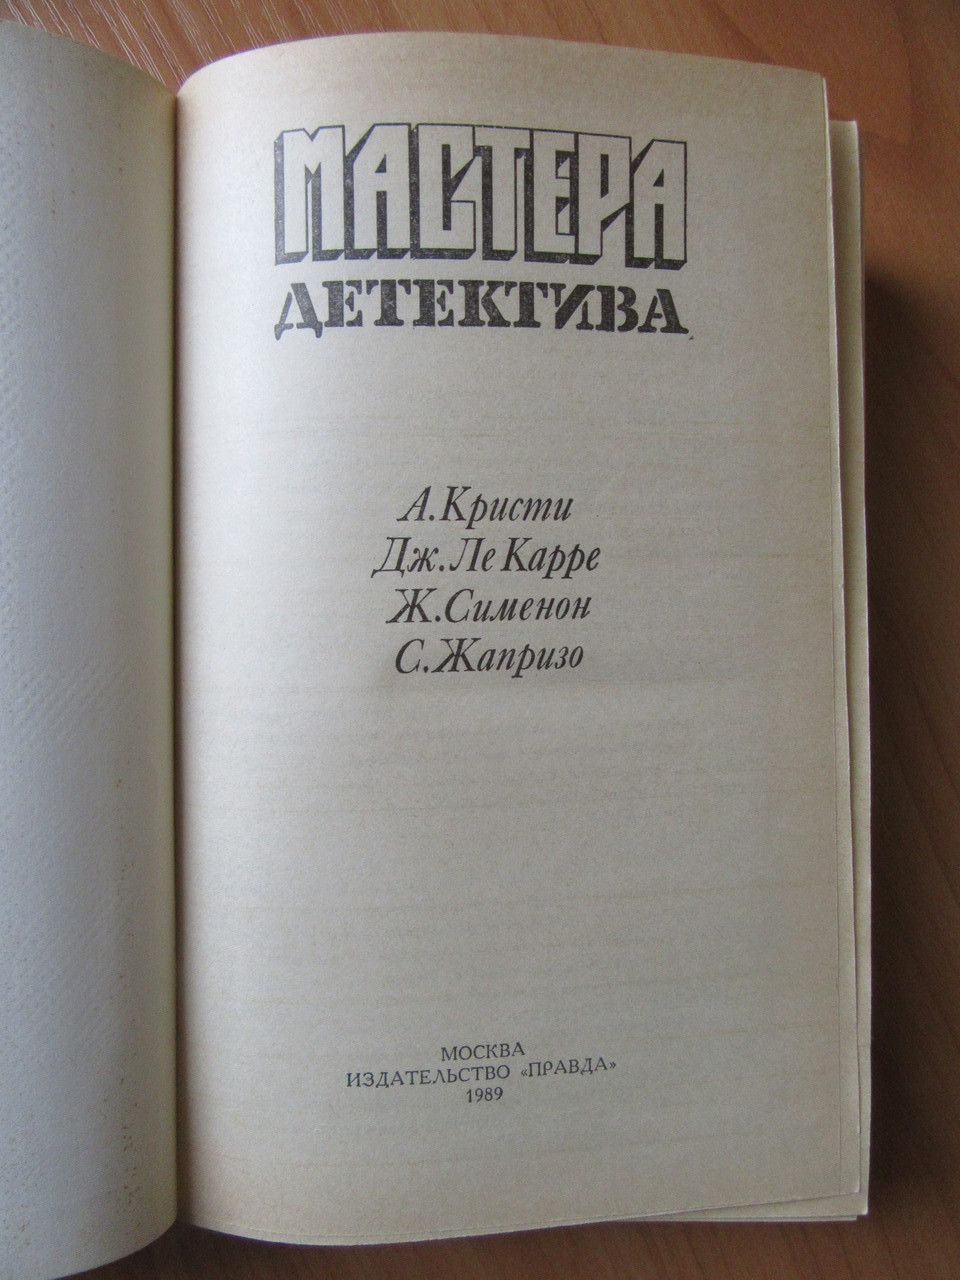 МАСТЕРА
ДЕТЕКТИВА
А.Кристи
Дж.Ле Карре
Ж.Сименон
С.Жапризо
МОСКВА
ИЗДАТЕЛЬСТВО «ПРАВДА»
1989